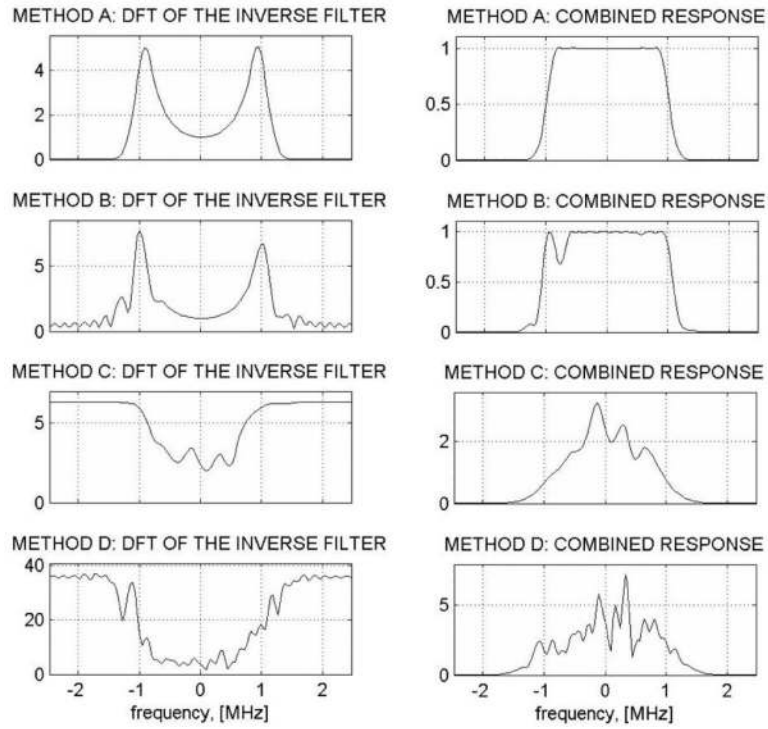 METHOD A: DFT OF THE INVERSE FILTER
4
2
0
METHOD A: COMBINED RESPONSE
1
0.5
0
METHOD B: DFT OF THE INVERSE FILTER
5
0
METHOD B: COMBINED RESPONSE
1
0.5
0
METHOD C: DFT OF THE INVERSE FILTER
5
0
METHOD C: COMBINED RESPONSE
2
0
METHOD D: DFT OF THE INVERSE FILTER
40
20
0
-2 -1 0 1 2
frequency, [MHz]
METHOD D: COMBINED RESPONSE
5
0
-2 -1 0 1 2
frequency, [MHz]